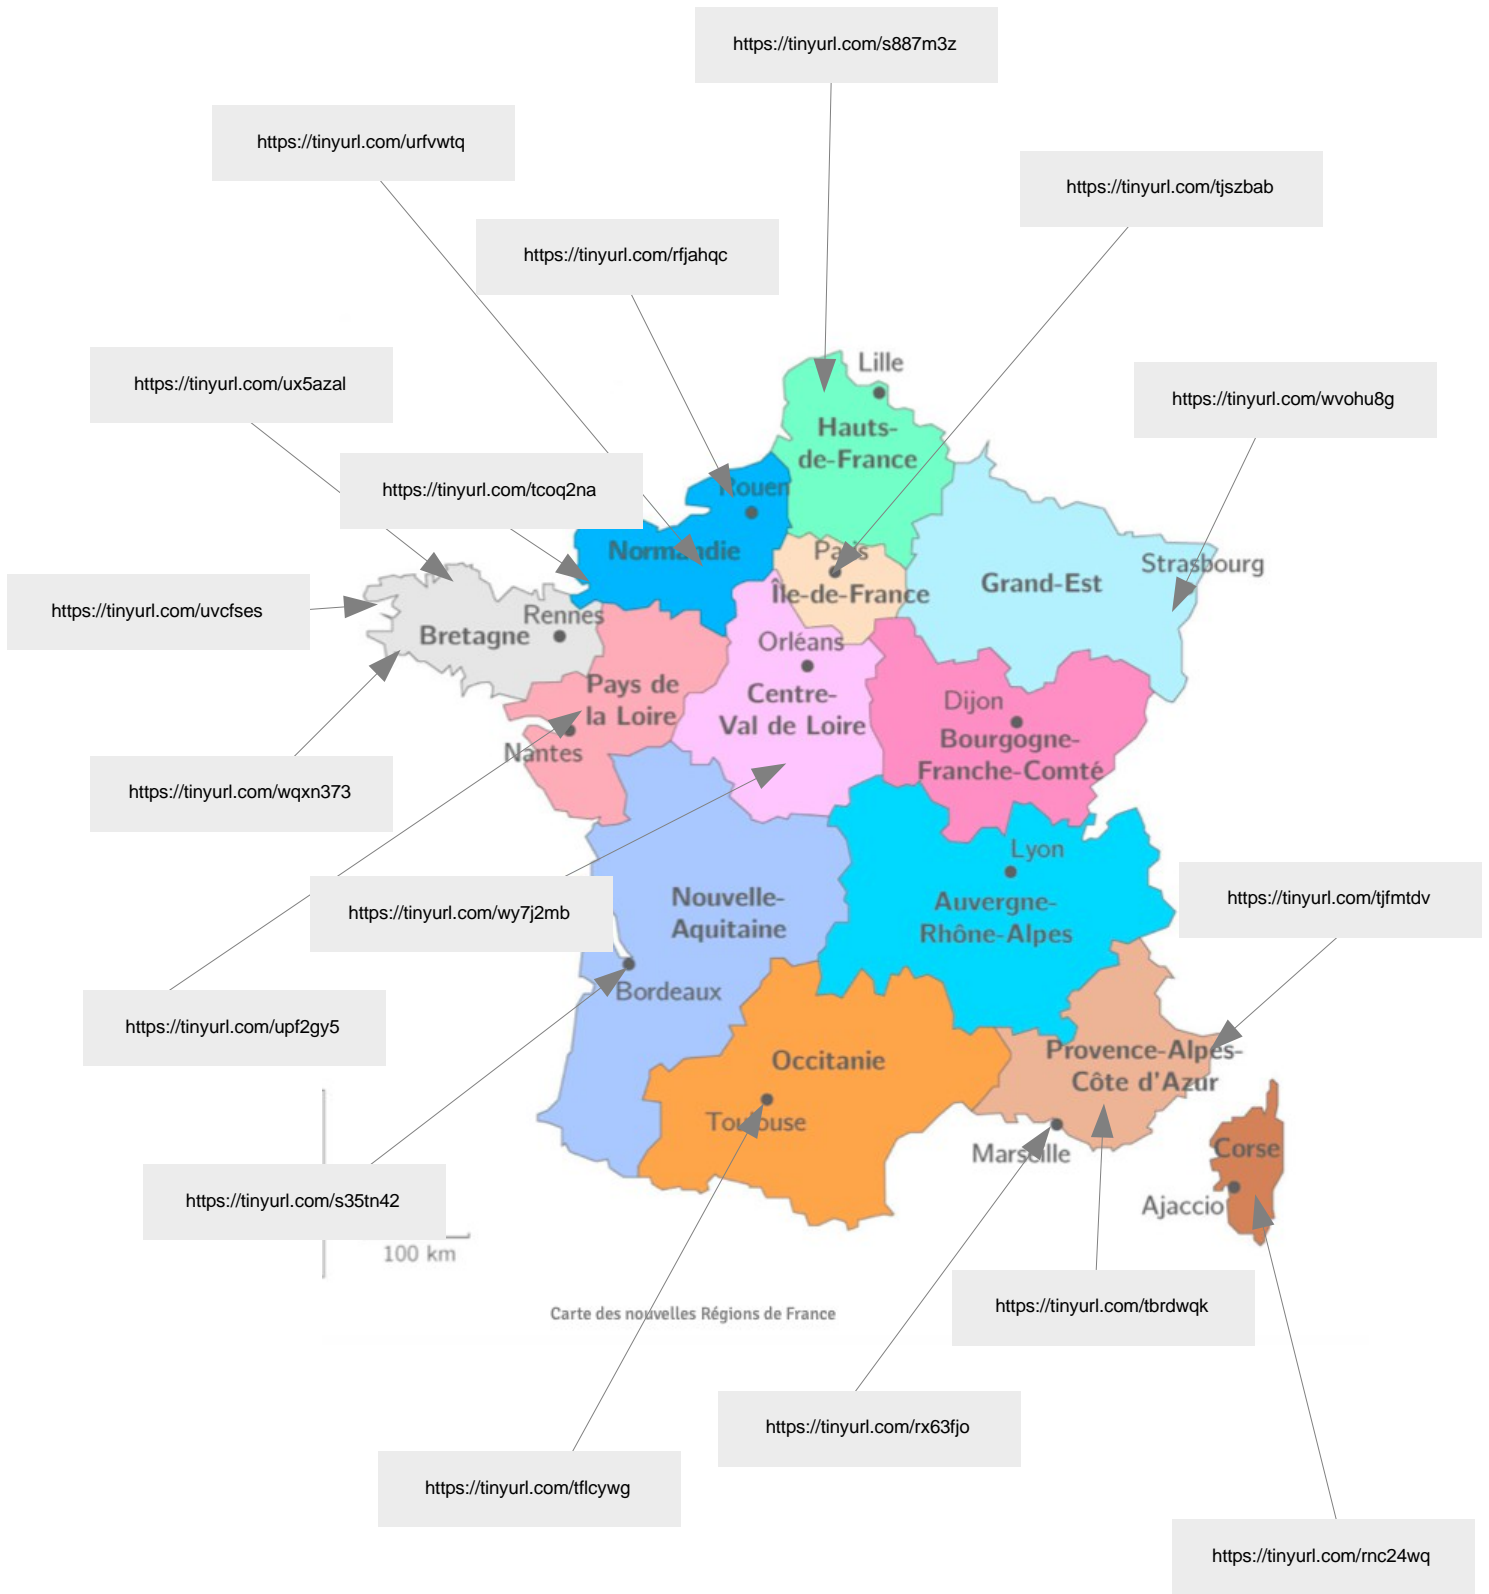 https://tinyurl.com/s887m3z
https://tinyurl.com/urfvwtq
https://tinyurl.com/tjszbab
https://tinyurl.com/rfjahqc
https://tinyurl.com/ux5azal
Lille
https://tinyurl.com/wvohu8g
Hauts-
de-France
https://tinyurl.com/tcoq2na
Rouen
Normandie
Paris
Île-de-France
Grand-Est
Strasbourg
https://tinyurl.com/uvcfses
Rennes
Bretagne
Orléans
Centre-
Val de Loire
Pays de
la Loire
Nantes
Dijon
Bourgogne-
Franche-Comté
https://tinyurl.com/wqxn373
Lyon
Auvergne-
Rhône-Alpes
Nouvelle-
Aquitaine
https://tinyurl.com/wy7j2mb
https://tinyurl.com/tjfmtdv
Bordeaux
https://tinyurl.com/upf2gy5
Occitanie
Provence-Alpes-
Côte d'Azur
Toulouse
Marseille
Corse
Ajaccio
https://tinyurl.com/s35tn42
100 km
Carte des nouvelles Régions de France
https://tinyurl.com/tbrdwqk
https://tinyurl.com/rx63fjo
https://tinyurl.com/tflcywg
https://tinyurl.com/rnc24wq